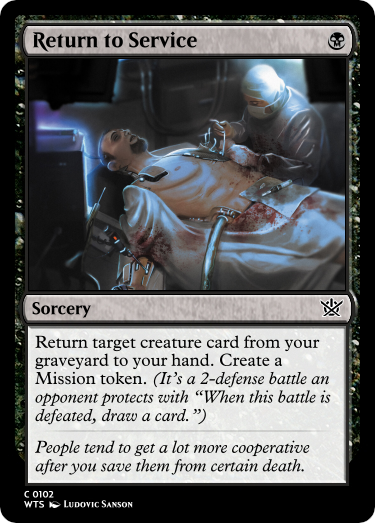 Return to Service
Sorcery
Return target creature card from your
graveyard to your hand. Create a
Mission token. (It's a 2-defense battle an
opponent protects with “When this battle is
defeated, draw a card.”)
People tend to get a lot more cooperative
after you save them from certain death.
C 0102
WTS LUDOVIC SANSON